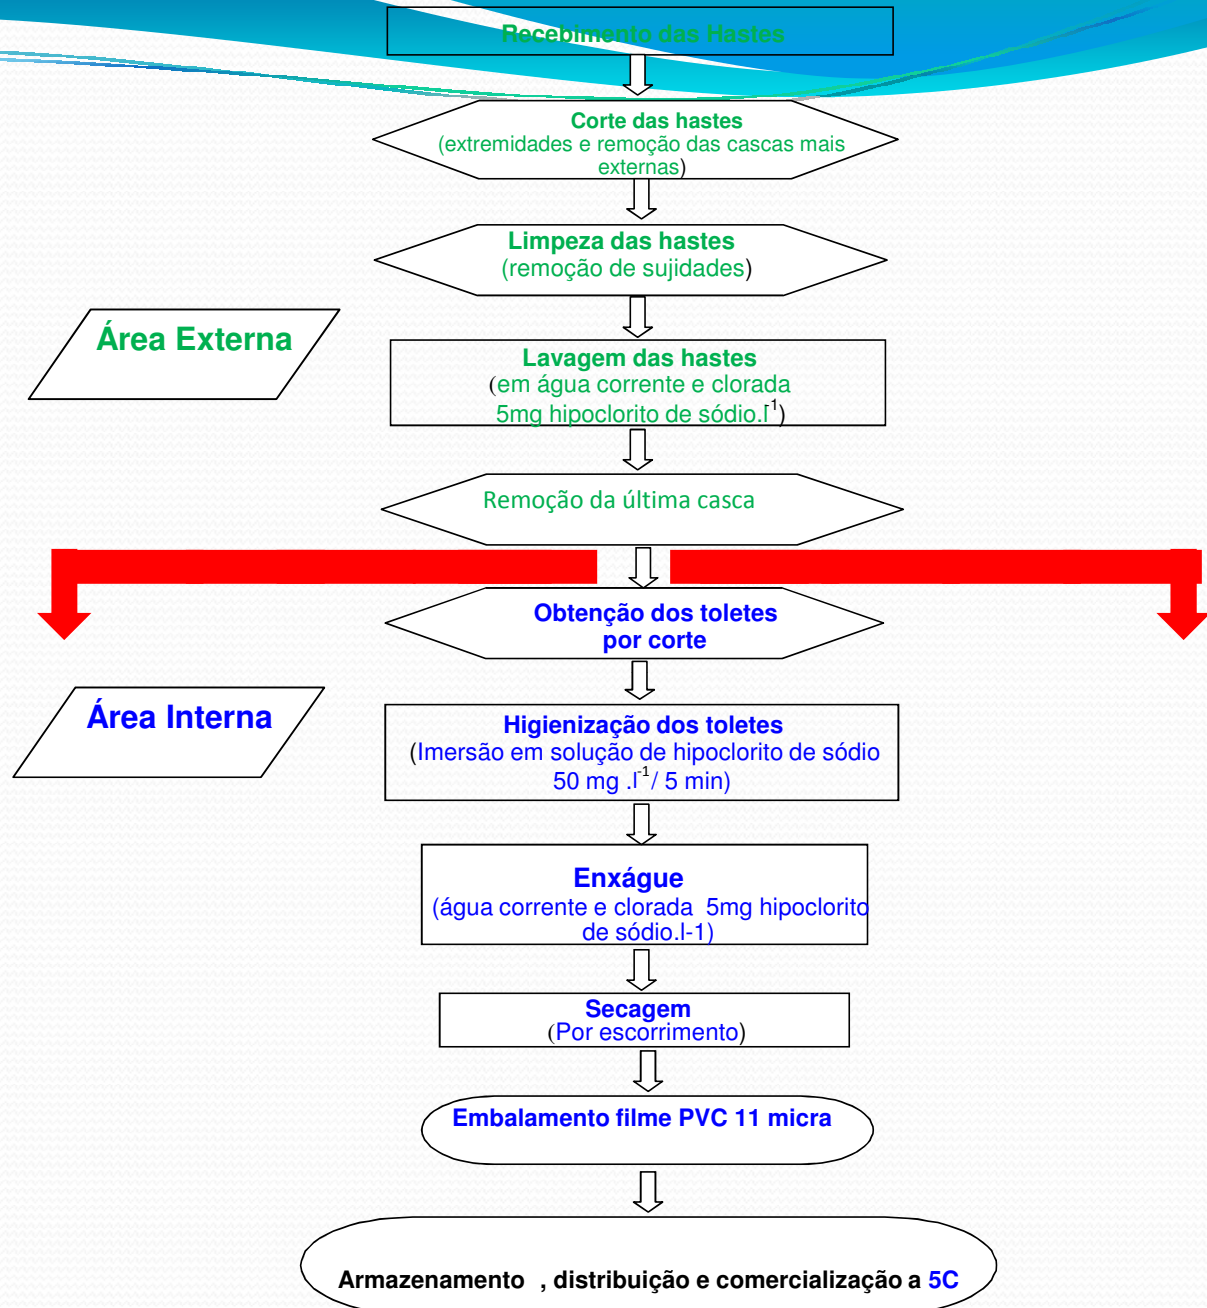 Recebimento das Hastes
Corte das hastes
(extremidades e remoção das cascas mais
externas)
Limpeza das hastes
(remoção de sujidades)
Área Externa
Lavagem das hastes
(em água corrente e clorada
5mg hipoclorito de sódio.l¹)
Remoção da última casca
Obtenção dos toletes
por corte
Área Interna
Higienização dos toletes
(Imersão em solução de hipoclorito de sódio
50 mg .l⁻¹/ 5 min)
Enxágue
(água corrente e clorada 5mg hipoclorito
de sódio.l-1)
Secagem
(Por escorrimento)
Embalamento filme PVC 11 micra
Armazenamento , distribuição e comercialização a 5C